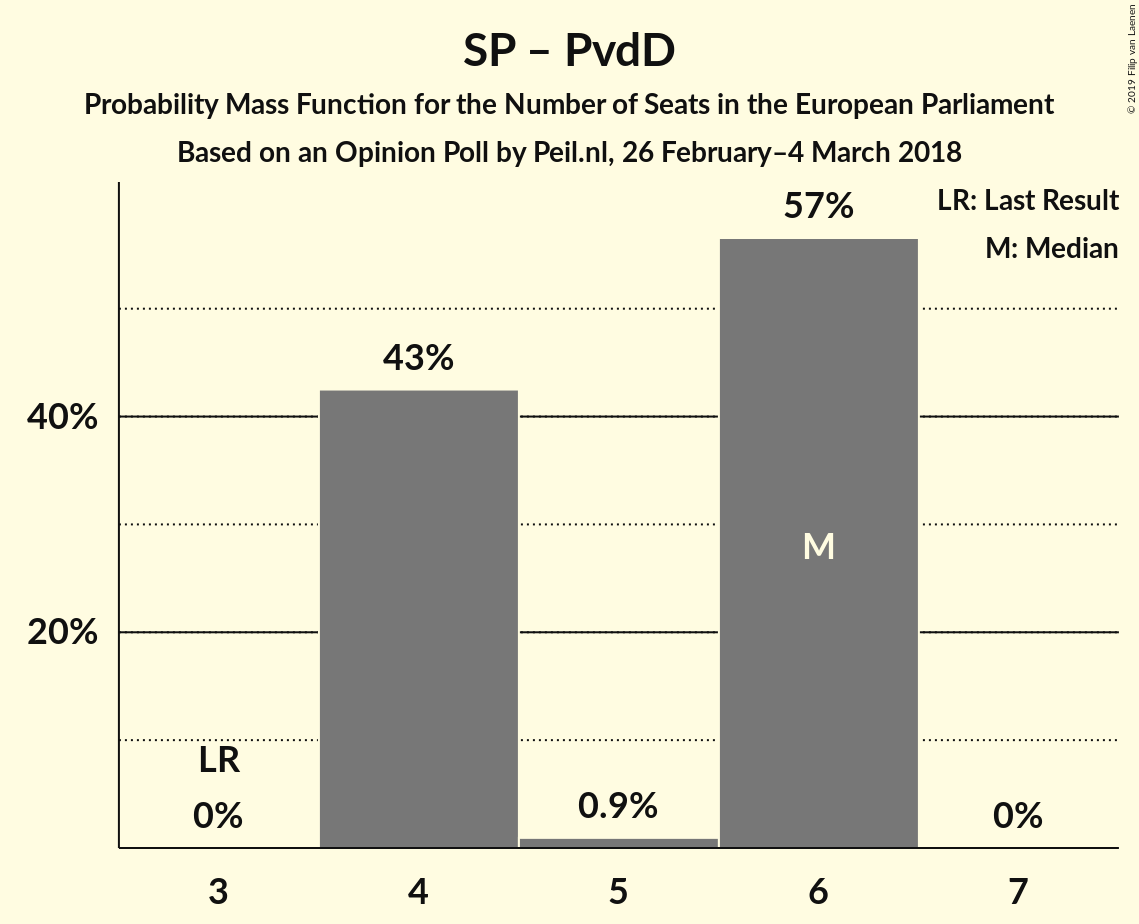 SP – PvdD
Probability Mass Function for the Number of Seats in the European Parliament
Based on an Opinion Poll by Peil.nl, 26 February–4 March 2018
© 2019 Filip van Laenen
LR: Last Result
M: Median
57%
43%
40%
M
20%
LR
0%
0.9%
0%
3
4
5
6
7